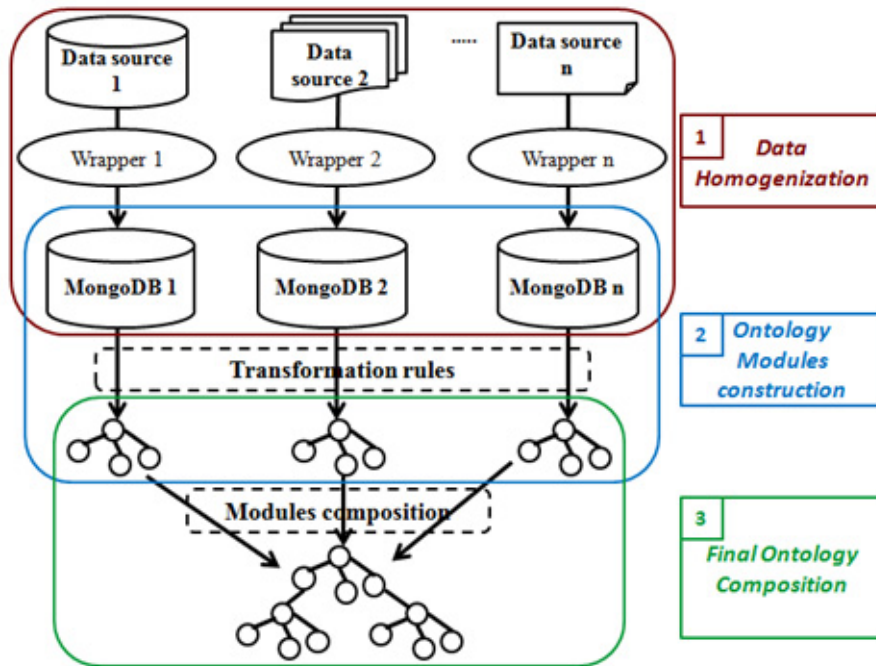 Data source
1
Data
source 2
.....
Data source
n
Wrapper 1
Wrapper 2
Wrapper n
1
Data
Homogenization
MongoDB 1
MongoDB 2
MongoDB n
2
Ontology
Modules
construction
Transformation rules
Modules composition
3
Final Ontology
Composition